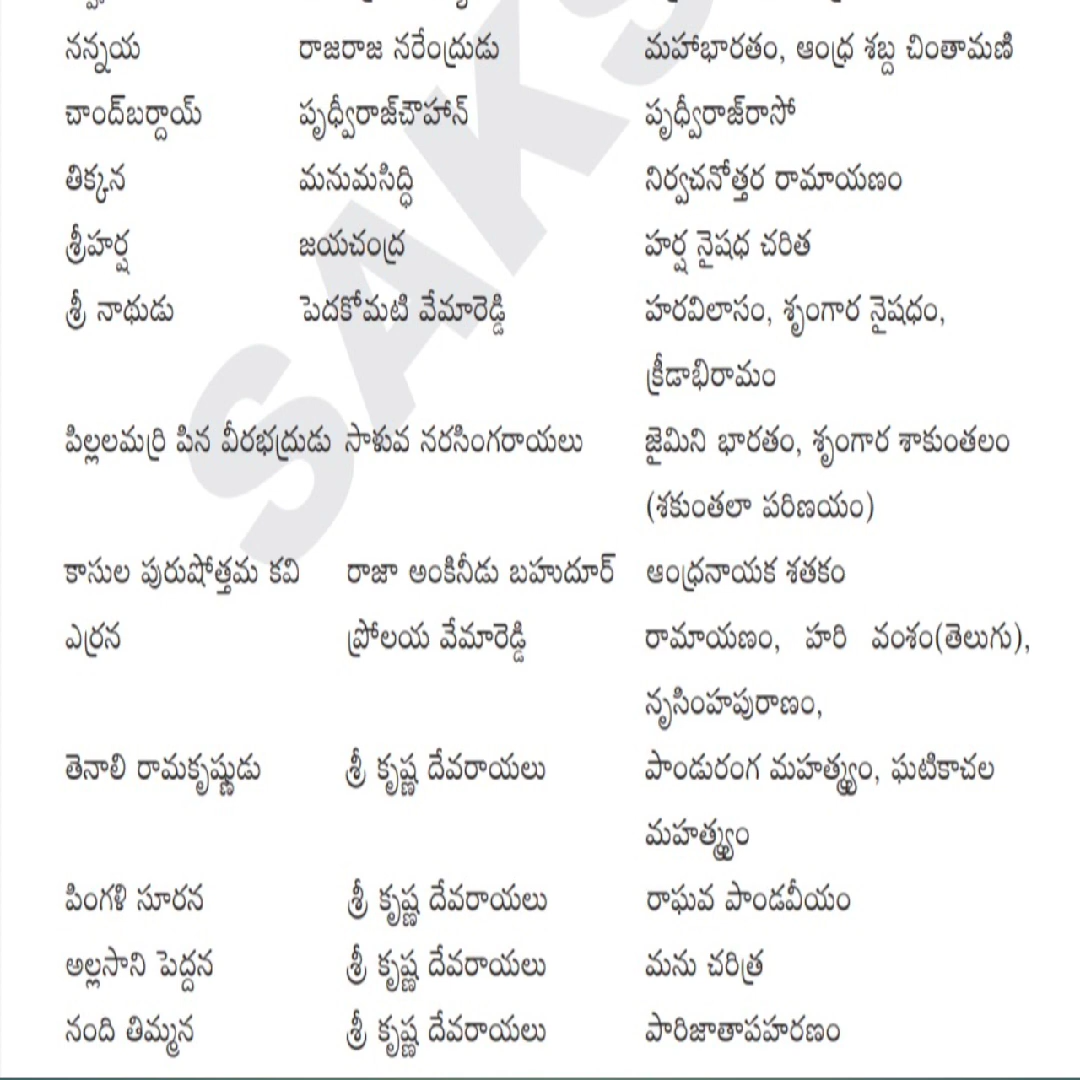 నన్నయ రాజరాజ నరేంద్రుడు మహాభారతం, ఆంధ్ర శబ్ద చింతామణి
చాంద్‌బర్దాయ్ పృధ్వీరాజ్‌చౌహాన్ పృధ్వీరాజ్‌రాసో
తిక్కన మనుమసిద్ధి నిర్వచనోత్తర రామాయణం
శ్రీహర్ష జయచంద్ర హర్ష నైషధ చరిత
శ్రీ నాథుడు పెదకోమటి వేమారెడ్డి హరవిలాసం, శృంగార నైషధం,
క్రీడాభిరామం
పిల్లలమర్రి పిన వీరభద్రుడు సాళువ నరసింగరాయలు జైమిని భారతం, శృంగార శాకుంతలం
(శకుంతలా పరిణయం)
కాసుల పురుషోత్తమ కవి రాజా అంకినీడు బహుదూర్ ఆంధ్రనాయక శతకం
ఎర్రన ప్రోలయ వేమారెడ్డి రామాయణం, హరి వంశం(తెలుగు),
నృసింహపురాణం,
తెనాలి రామకృష్ణుడు శ్రీ కృష్ణ దేవరాయలు పాండురంగ మహత్మ్యం, ఘటికాచల
మహత్మ్యం
పింగళి సూరన శ్రీ కృష్ణ దేవరాయలు రాఘవ పాండవీయం
అల్లసాని పెద్దన శ్రీ కృష్ణ దేవరాయలు మను చరిత్ర
నంది తిమ్మన శ్రీ కృష్ణ దేవరాయలు పారిజాతాపహరణం